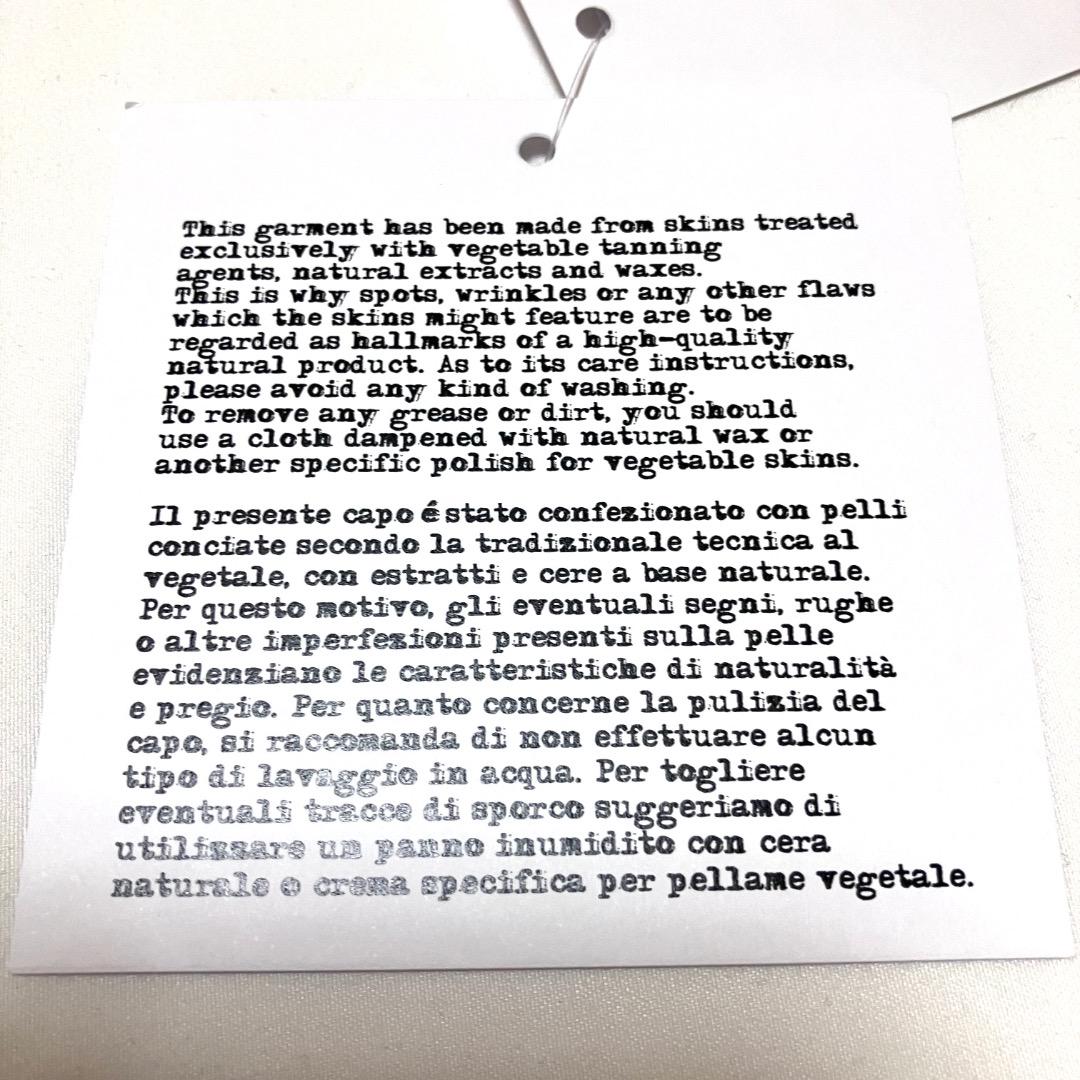 This garment has been made from skins treated
exclusively with vegetable tanning
agents, natural extracts and waxes.
This is why spots, wrinkles or any other flaws
which the skins might feature are to be
regarded as hallmarks of a high-quality
natural product. As to its care instructions,
please avoid any kind of washing.
To remove any grease or dirt, you should
use a cloth dampened with natural wax or
another specific polish for vegetable skins.
Il presente capo é stato confezionato con pelli
conciate secondo la tradizionale tecnica al
vegetale, con estratti e cere a base naturale.
Per questo motivo, gli eventuali segni, rughe
o altre imperfezioni presenti sulla pelle
evidenziano le caratteristiche di naturalità
e pregio. Per quanto concerne la pulizia del
capo, si raccomanda di non effettuare alcun
tipo di lavaggio in acqua. Per togliere
eventuali tracce di sporco suggeriamo di
utilizzare un panno inumidito con cera
naturale o crema specifica per pellame vegetale.